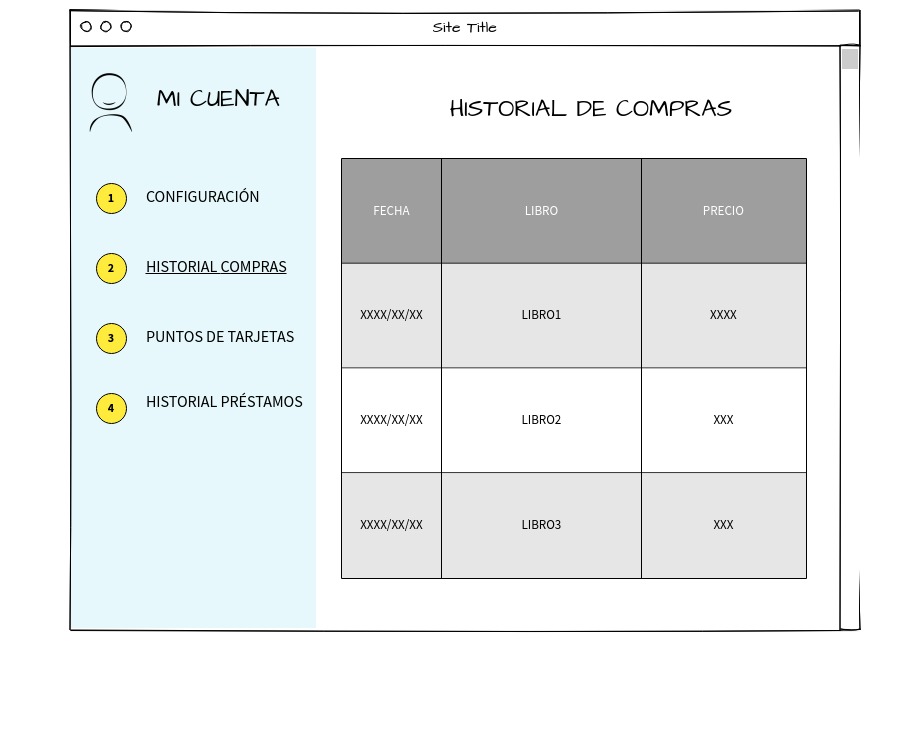 Site Title
MI CUENTA
1 CONFIGURACIÓN
2 HISTORIAL COMPRAS
3 PUNTOS DE TARJETAS
4 HISTORIAL PRÉSTAMOS
HISTORIAL DE COMPRAS
FECHA LIBRO PRECIO
XXXX/XX/XX LIBRO1 XXXX
XXXX/XX/XX LIBRO2 XXX
XXXX/XX/XX LIBRO3 XXX